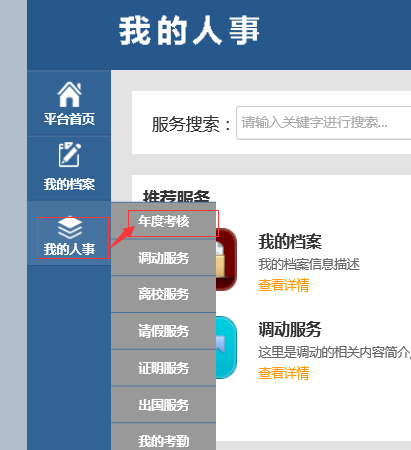 我的人事
平台首页
我的档案
我的人事
服务搜索：
请输入关键字进行搜索...
推荐服务
年度考核
调动服务
离校服务
请假服务
证明服务
出国服务
我的考勤
我的档案
我的档案信息描述
查看详情
调动服务
这里是调动的相关内容简介
查看详情